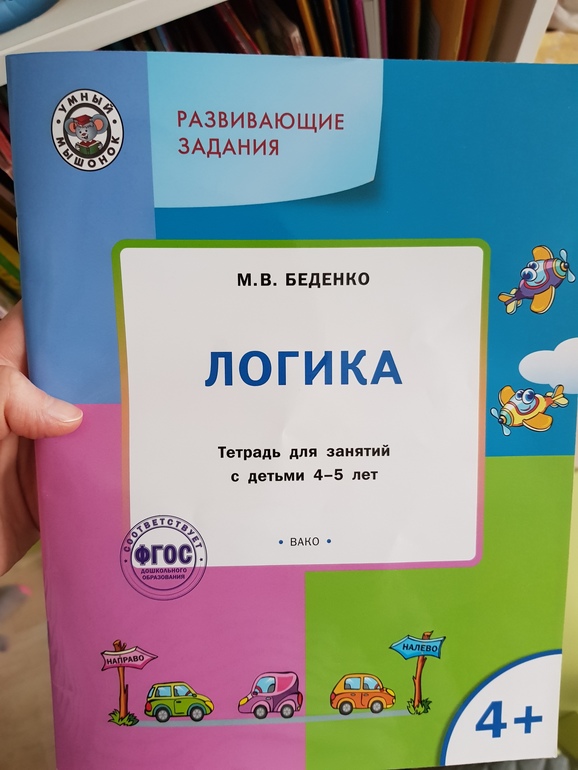 УМНЫЙ
МЫШОНОК
РАЗВИВАЮЩИЕ
ЗАДАНИЯ
М.В. БЕДЕНКО
ЛОГИКА
Тетрадь для занятий
с детьми 4–5 лет
• ВАКО •
• СООТВЕТСТВУЕТ •
ФГОС
ДОШКОЛЬНОГО
ОБРАЗОВАНИЯ
НАПРАВО
НАЛЕВО
4+